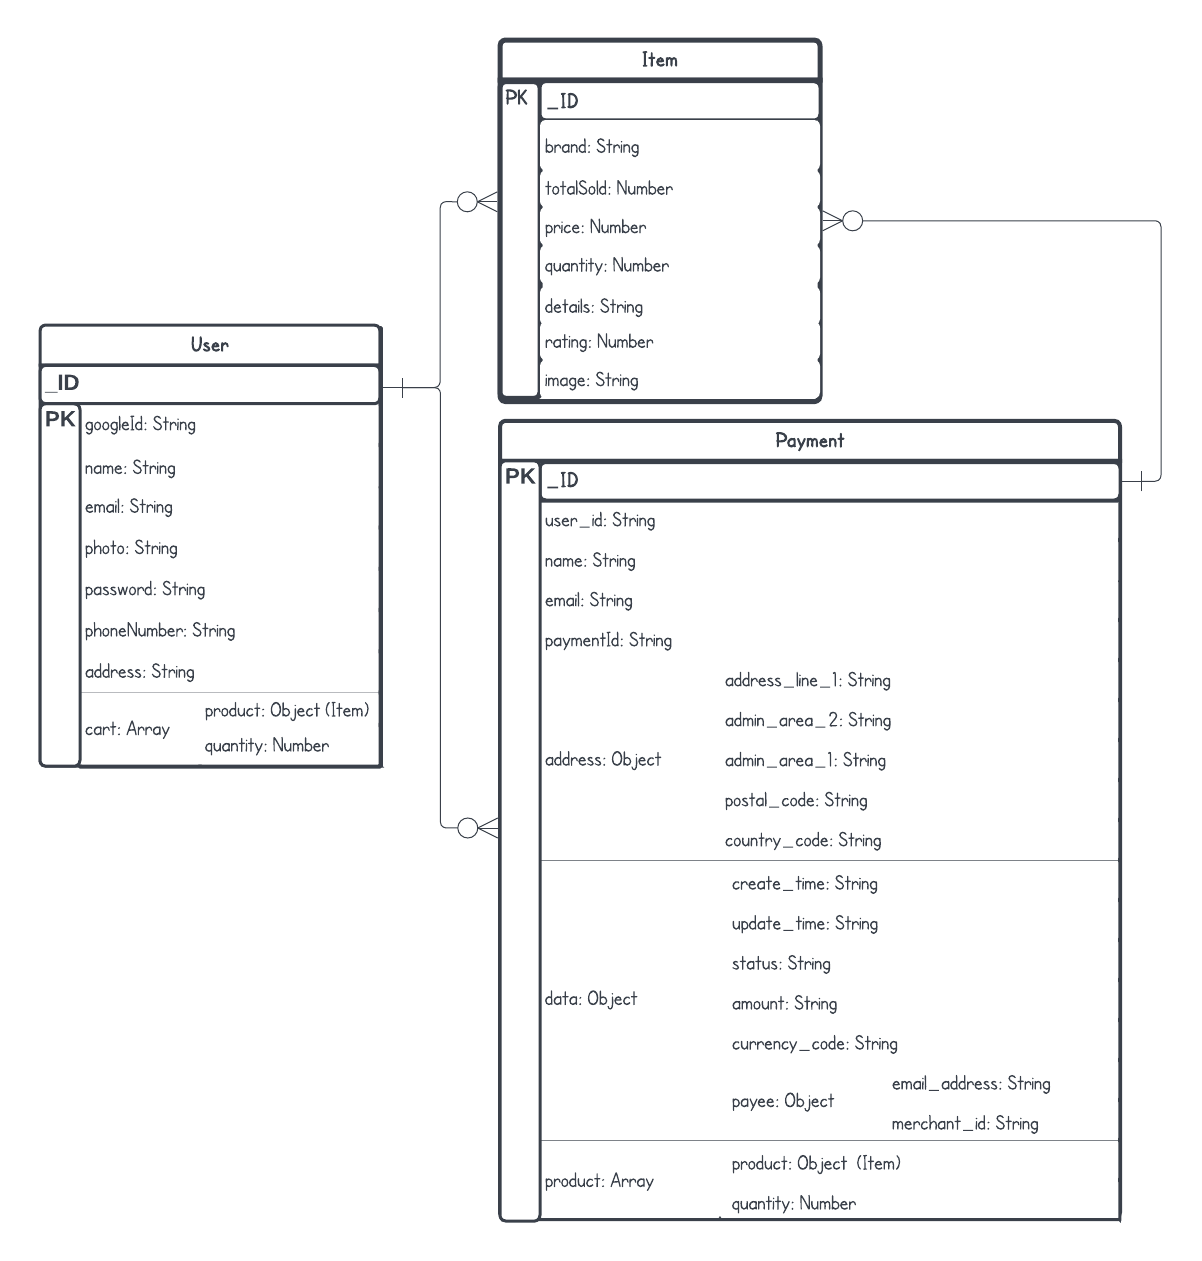 Item
PK
_ID
brand: String
totalSold: Number
price: Number
quantity: Number
details: String
rating: Number
image: String
User
_ID
PK
googleId: String
name: String
email: String
photo: String
password: String
phoneNumber: String
address: String
cart: Array
product: Object (Item)
quantity: Number
Payment
PK
_ID
user_id: String
name: String
email: String
paymentId: String
address: Object
address_line_1: String
admin_area_2: String
admin_area_1: String
postal_code: String
country_code: String
data: Object
create_time: String
update_time: String
status: String
amount: String
currency_code: String
payee: Object
email_address: String
merchant_id: String
product: Array
product: Object (Item)
quantity: Number